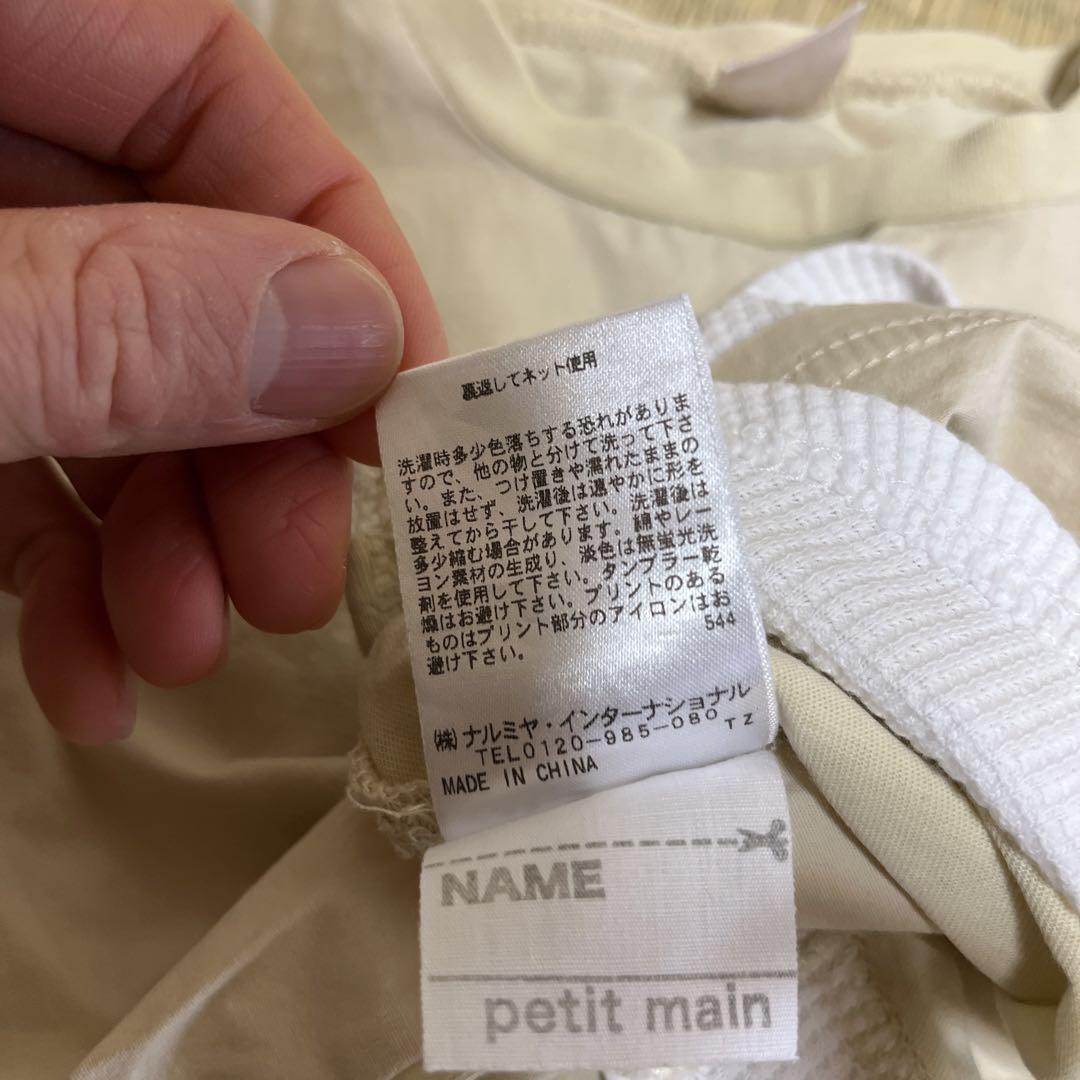 裏返してネット使用
洗濯時多少色落ちする恐れがありま
すので、他の物と分けて洗って下さ
い。また、つけ置きや濡れたままの
放置はせず、洗濯後は速やかに形を
整えてから干して下さい。洗濯後は
多少縮む場合があります。綿やレー
ヨン素材の生成り、淡色は無蛍光洗
剤を使用して下さい。タンブラー乾
燥はお避け下さい。プリントのある
ものはプリント部分のアイロンはお
避け下さい。 544
(株)ナルミヤ・インターナショナル
TEL0120-985-080 TZ
MADE IN CHINA
NAME
petit main